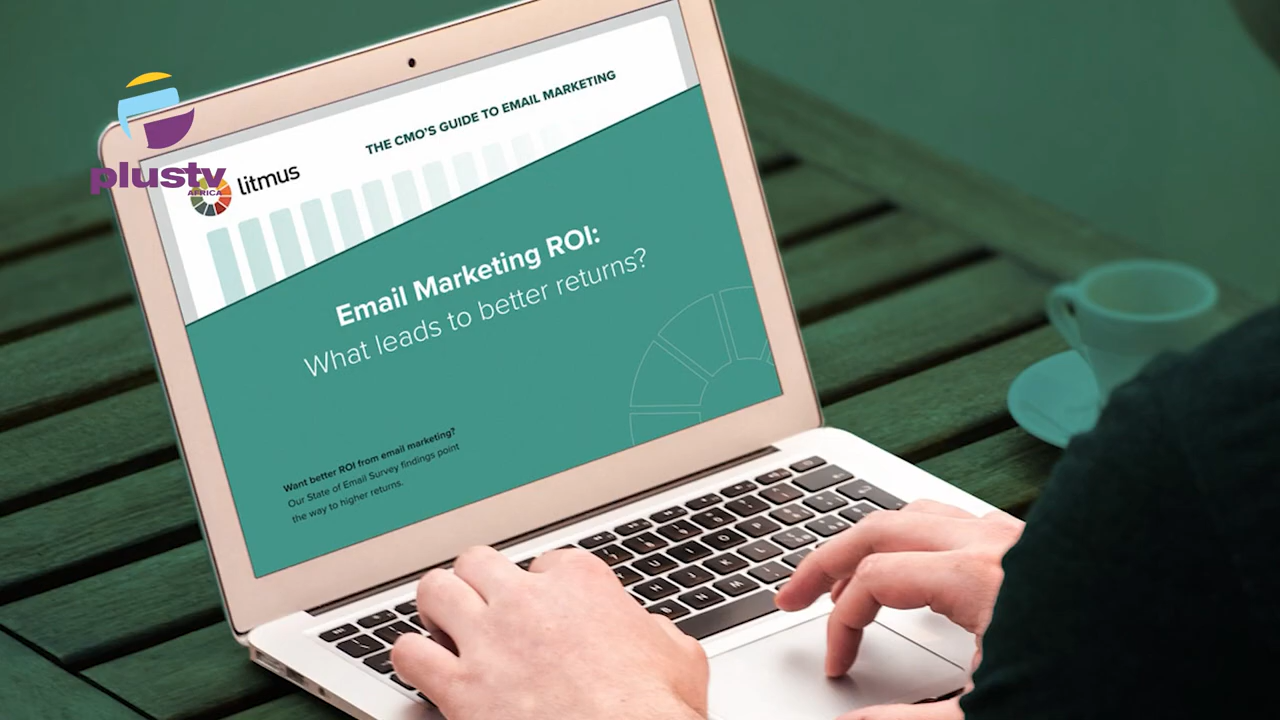 plustv
AFRICA
litmus
THE CMO'S GUIDE TO EMAIL MARKETING
Email Marketing ROI:
What leads to better returns?
Want better ROI from email marketing?
Our State of Email Survey findings point
the way to higher returns.